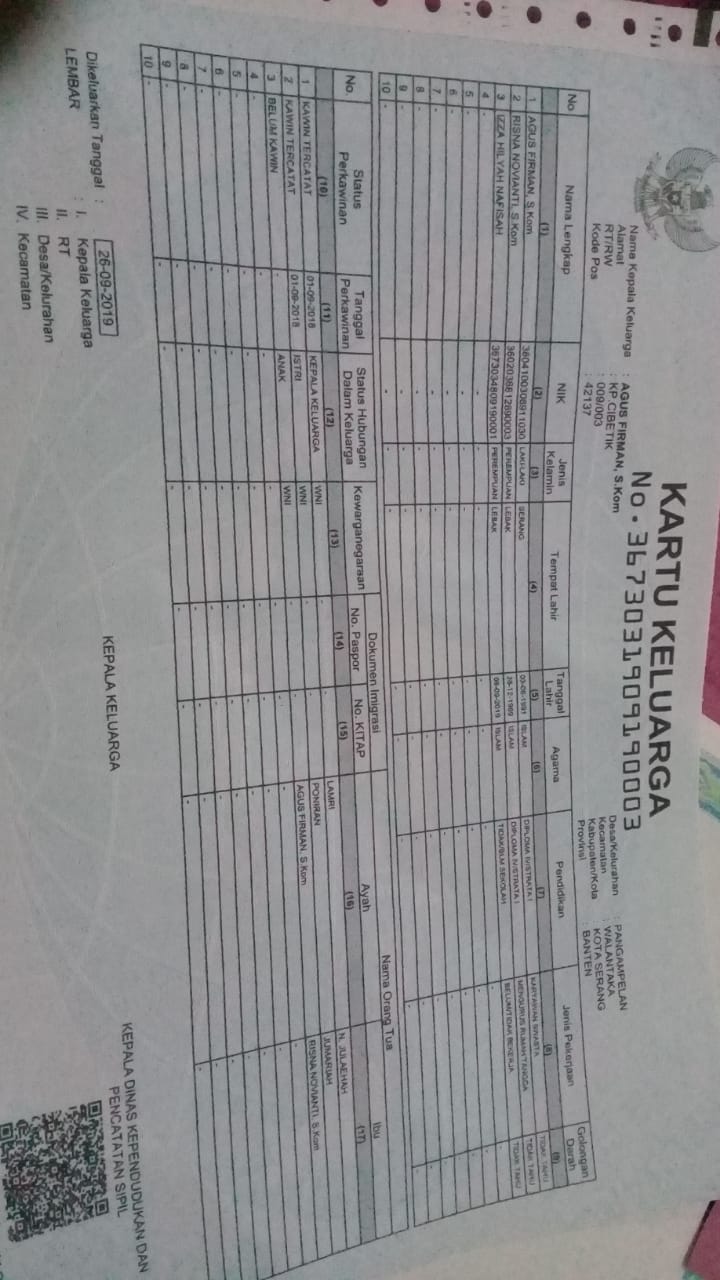 KARTU KELUARGA
No. 3673031909190003
Nama Kepala Keluarga : AGUS FIRMAN, S.Kom
Alamat : KP CIBETIK
RT/RW : 009/003
Kode Pos : 42137
Desa/Kelurahan : PANGAMPELAN
Kecamatan : WALANTAKA
Kabupaten/Kota : KOTA SERANG
Provinsi : BANTEN
No Nama Lengkap NIK Jenis Kelamin Tempat Lahir Tanggal Lahir Agama Pendidikan Jenis Pekerjaan Golongan Darah
(1) (2) (3) (4) (5) (6) (7) (8) (9)
1 AGUS FIRMAN, S.Kom 3604100308911030 LAKI-LAKI SERANG 03-08-1991 ISLAM DIPLOMA IV/STRATA I KARYAWAN SWASTA TIDAK TAHU
2 RISNA NOVIANTI, S.Kom 3602036812890003 PEREMPUAN LEBAK 28-12-1989 ISLAM DIPLOMA IV/STRATA I MENGURUS RUMAH TANGGA TIDAK TAHU
3 IZZA HILYAH NAFISAH 3673034809190001 PEREMPUAN LEBAK 08-09-2019 ISLAM TIDAK/BLM SEKOLAH BELUM/TIDAK BEKERJA TIDAK TAHU
4 - - - - - - - - -
5 - - - - - - - - -
6 - - - - - - - - -
7 - - - - - - - - -
8 - - - - - - - - -
9 - - - - - - - - -
10 - - - - - - - - -
No. Status Perkawinan Tanggal Perkawinan Status Hubungan Dalam Keluarga Kewarganegaraan Dokumen Imigrasi Nama Orang Tua
No. Paspor No. KITAP Ayah Ibu
(10) (11) (12) (13) (14) (15) (16) (17)
1 KAWIN TERCATAT 01-09-2018 KEPALA KELUARGA WNI - - LAMRI N. JULAEHAH
2 KAWIN TERCATAT 01-09-2018 ISTRI WNI - - PONIRAN JUMARIAH
3 BELUM KAWIN - ANAK WNI - - AGUS FIRMAN, S.Kom RISNA NOVIANTI, S.Kom
4 - - - - - - - -
5 - - - - - - - -
6 - - - - - - - -
7 - - - - - - - -
8 - - - - - - - -
9 - - - - - - - -
10 - - - - - - - -
Dikeluarkan Tanggal : 26-09-2019
LEMBAR : I. Kepala Keluarga
II. RT
III. Desa/Kelurahan
IV. Kecamatan
KEPALA KELUARGA
KEPALA DINAS KEPENDUDUKAN DAN
PENCATATAN SIPIL